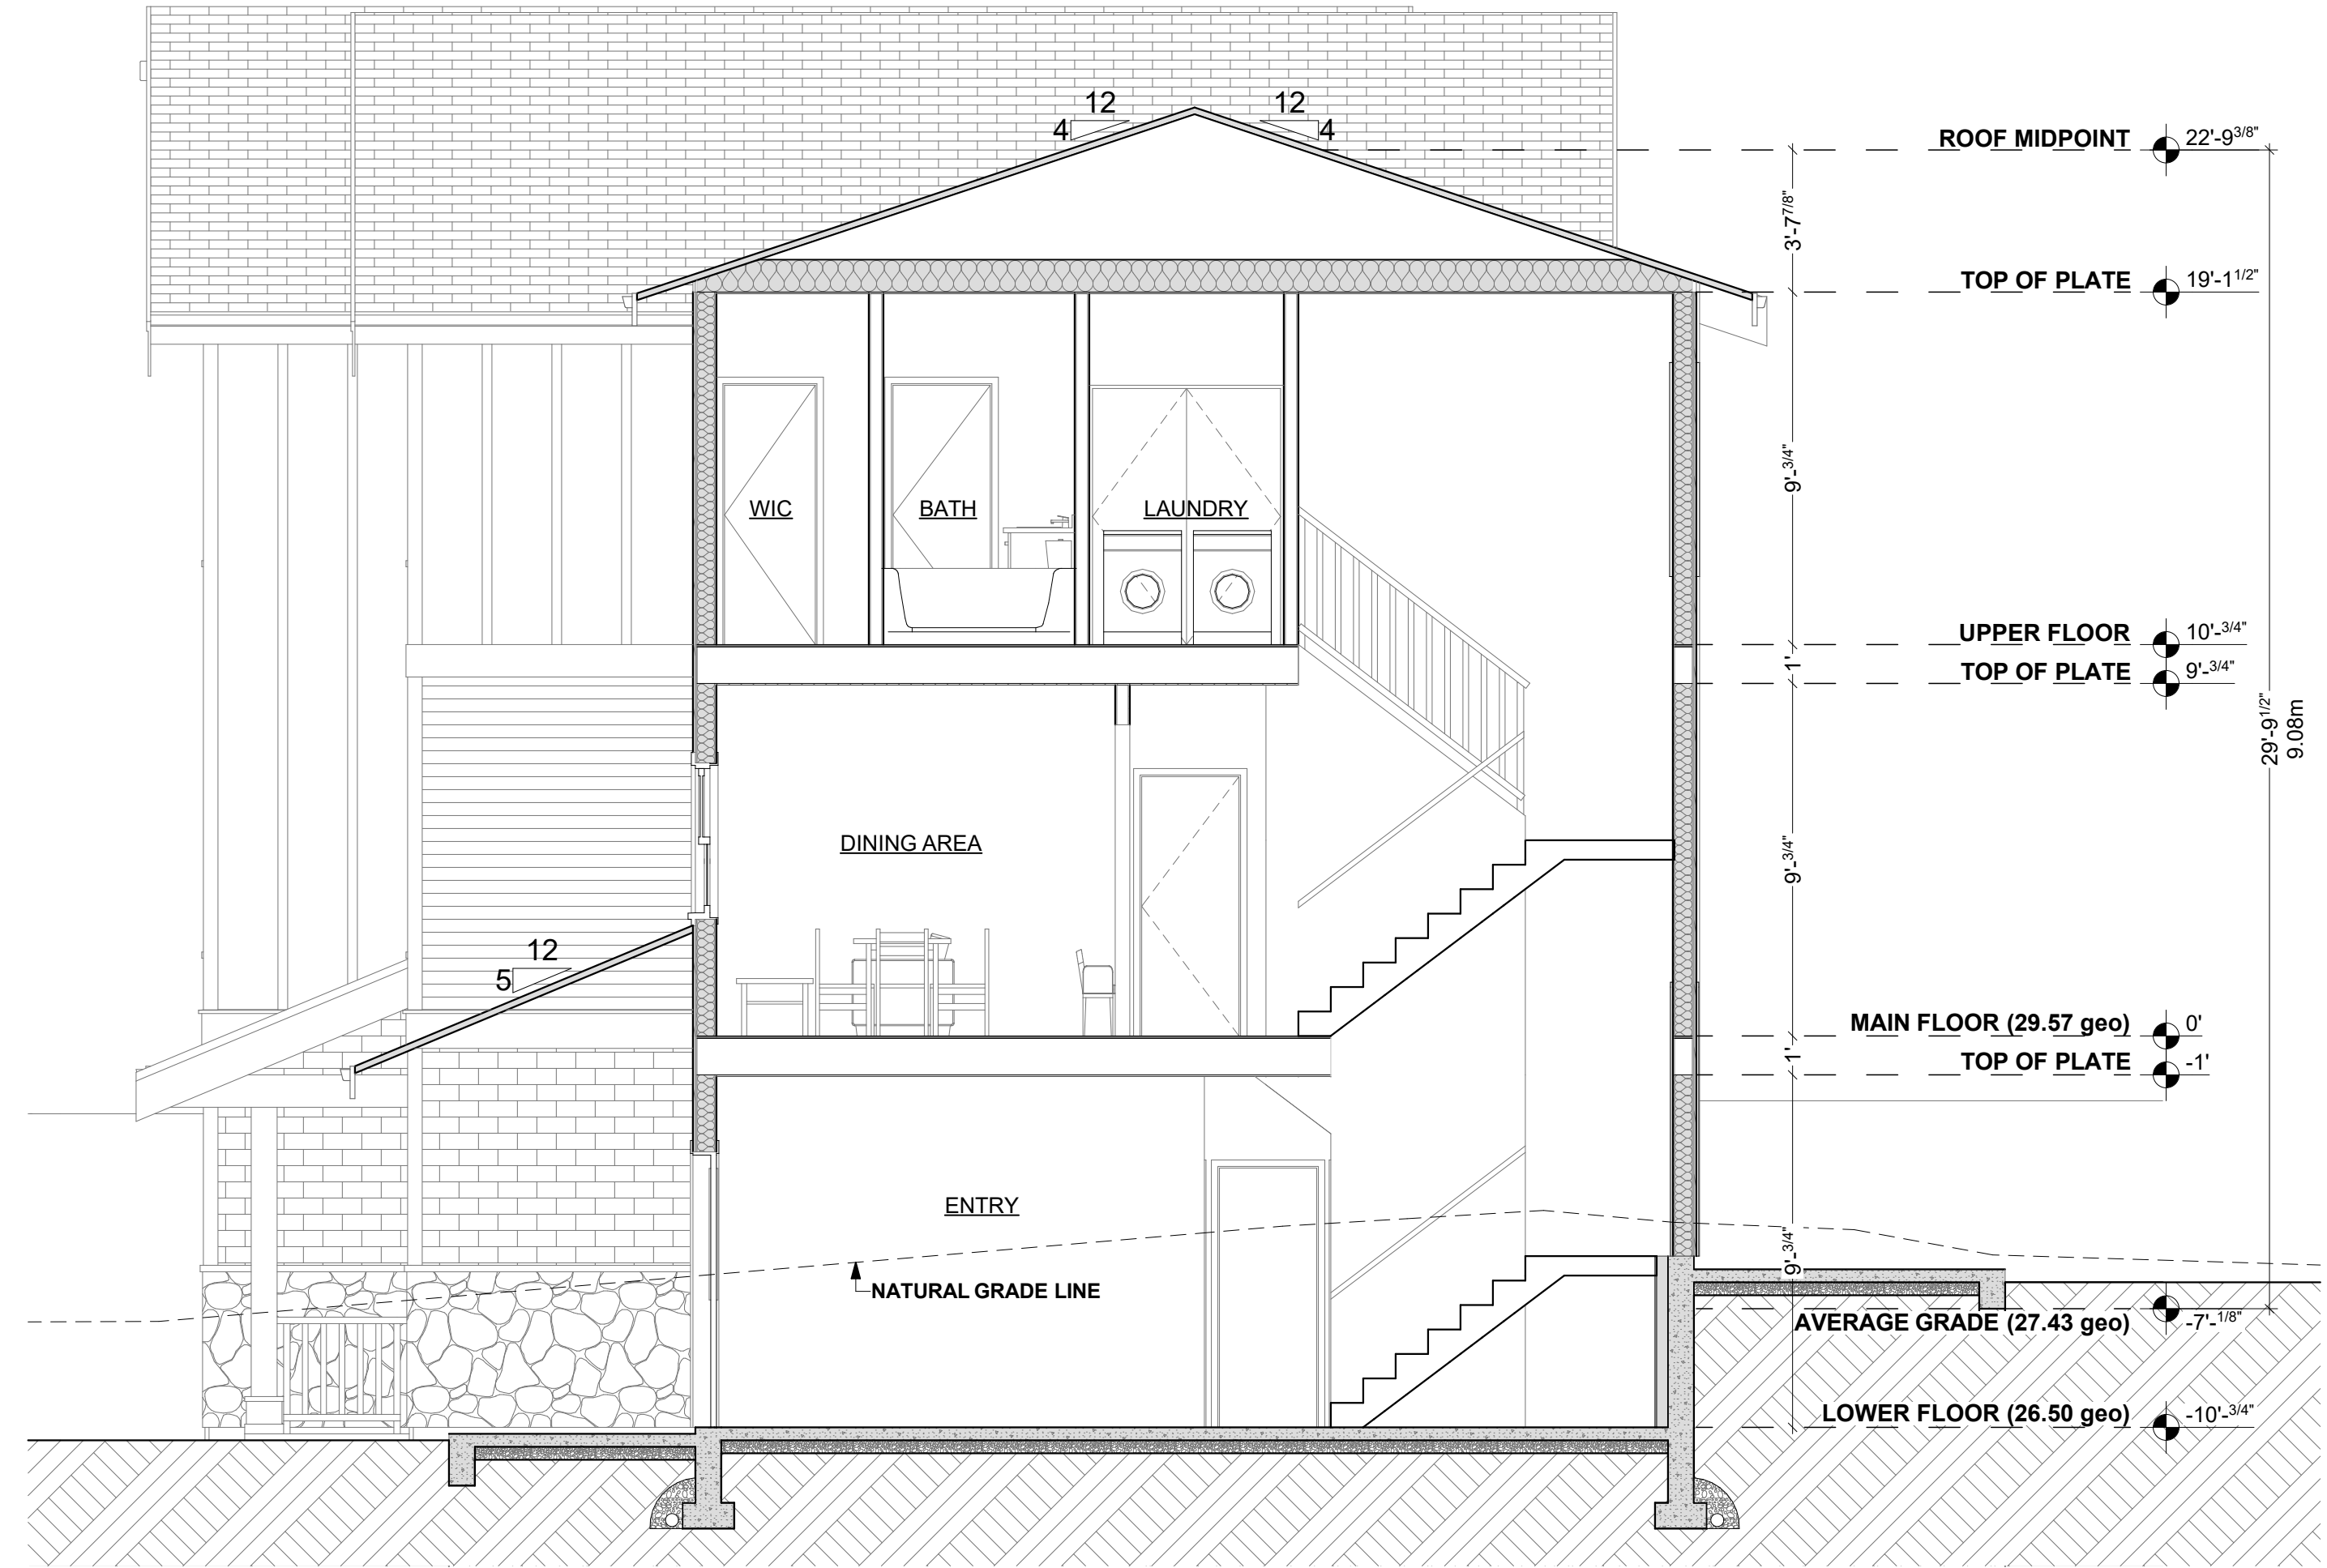 12
12
4
4
ROOF MIDPOINT
22'-9 3/8"
3'-7 7/8"
TOP OF PLATE
19'-1 1/2"
9'-3/4"
WIC
BATH
LAUNDRY
UPPER FLOOR
10'-3/4"
1'
TOP OF PLATE
9'-3/4"
29'-9 1/2"
9.08m
DINING AREA
9'-3/4"
12
5
MAIN FLOOR (29.57 geo)
0'
1'
TOP OF PLATE
-1'
ENTRY
9'-3/4"
NATURAL GRADE LINE
AVERAGE GRADE (27.43 geo)
-7'-1/8"
LOWER FLOOR (26.50 geo)
-10'-3/4"